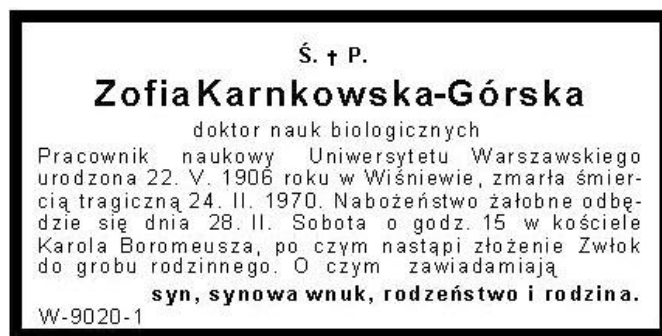 Ś. † P.
Zofia Karnkowska-Górska
doktor nauk biologicznych
Pracownik naukowy Uniwersytetu Warszawskiego
urodzona 22. V. 1906 roku w Wiśniewie, zmarła śmier-
cią tragiczną 24. II. 1970. Nabożeństwo żałobne odbę-
dzie się dnia 28. II. Sobota o godz. 15 w kościele
Karola Boromeusza, po czym nastąpi złożenie Zwłok
do grobu rodzinnego. O czym zawiadamiają
syn, synowa wnuk, rodzeństwo i rodzina.
W-9020-1